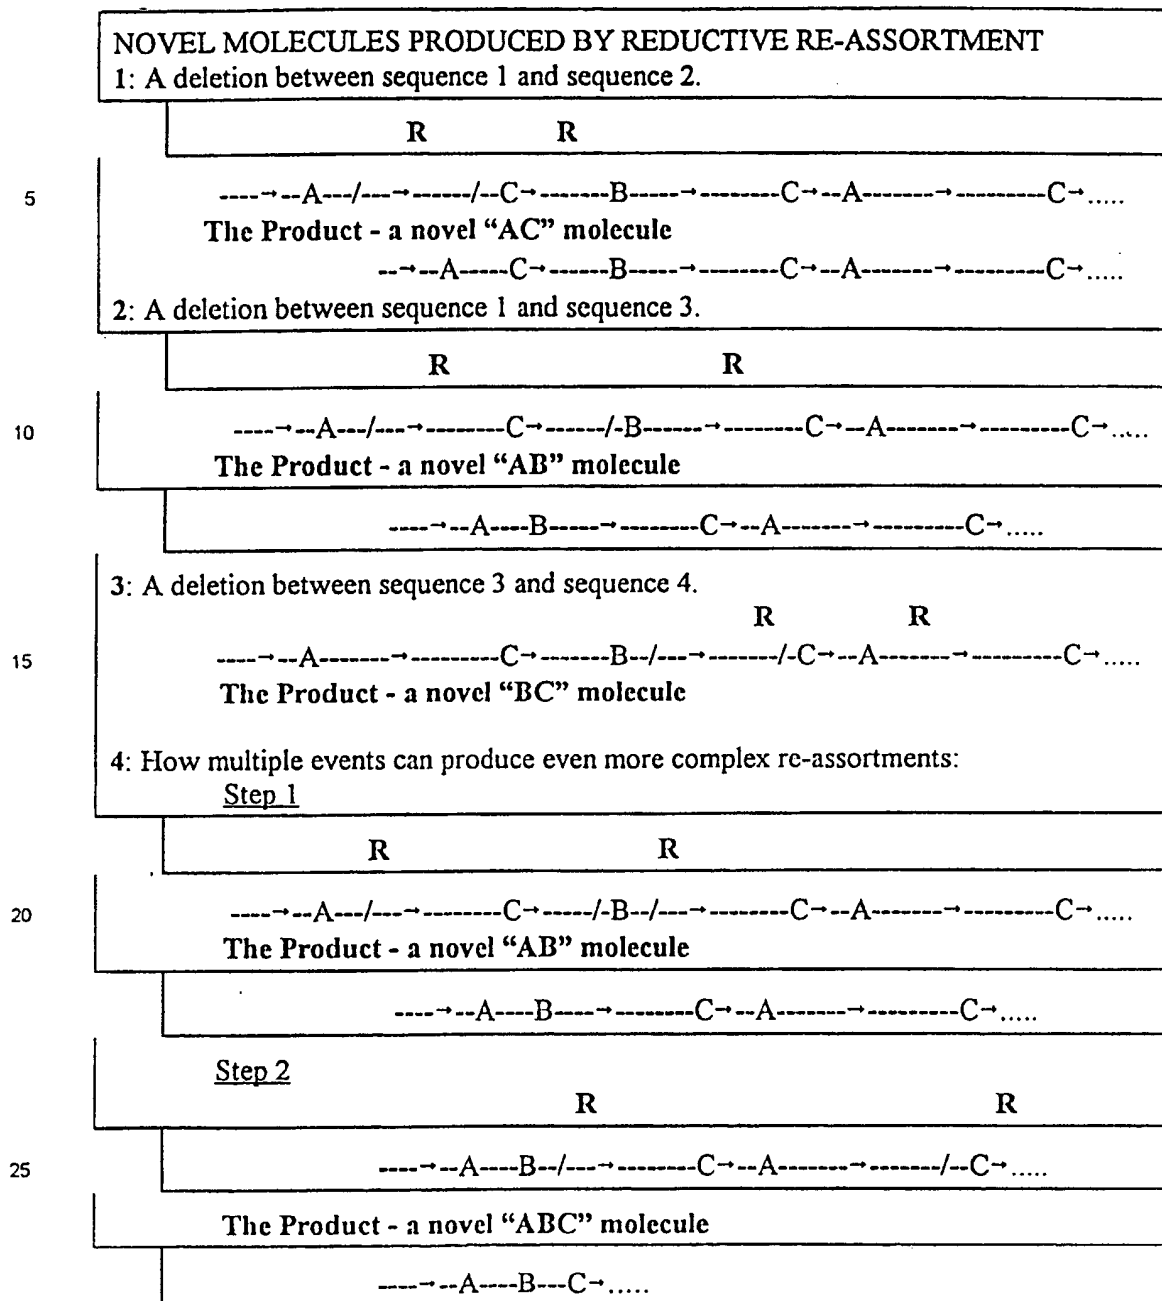 NOVEL MOLECULES PRODUCED BY REDUCTIVE RE-ASSORTMENT
1: A deletion between sequence 1 and sequence 2.
R R
5 ----→--A---/---→------/--C→-------B-----→--------C→--A-------→---------C→.....
The Product - a novel “AC” molecule
--→--A-----C→------B-----→--------C→--A-------→---------C→.....
2: A deletion between sequence 1 and sequence 3.
R R
10 ----→--A---/---→--------C→------/-B------→--------C→--A-------→---------C→.....
The Product - a novel “AB” molecule
----→--A----B-----→--------C→--A-------→---------C→.....
3: A deletion between sequence 3 and sequence 4.
R R
15 ----→--A-------→---------C→-------B--/---→-------/-C→--A-------→---------C→.....
The Product - a novel “BC” molecule
4: How multiple events can produce even more complex re-assortments:
Step 1
R R
20 ----→--A---/---→--------C→-----/-B--/---→--------C→--A-------→---------C→.....
The Product - a novel “AB” molecule
----→--A----B----→--------C→--A-------→---------C→.....
Step 2
R R
25 ----→--A----B--/---→--------C→--A-------→-------/--C→.....
The Product - a novel “ABC” molecule
----→--A----B---C→.....